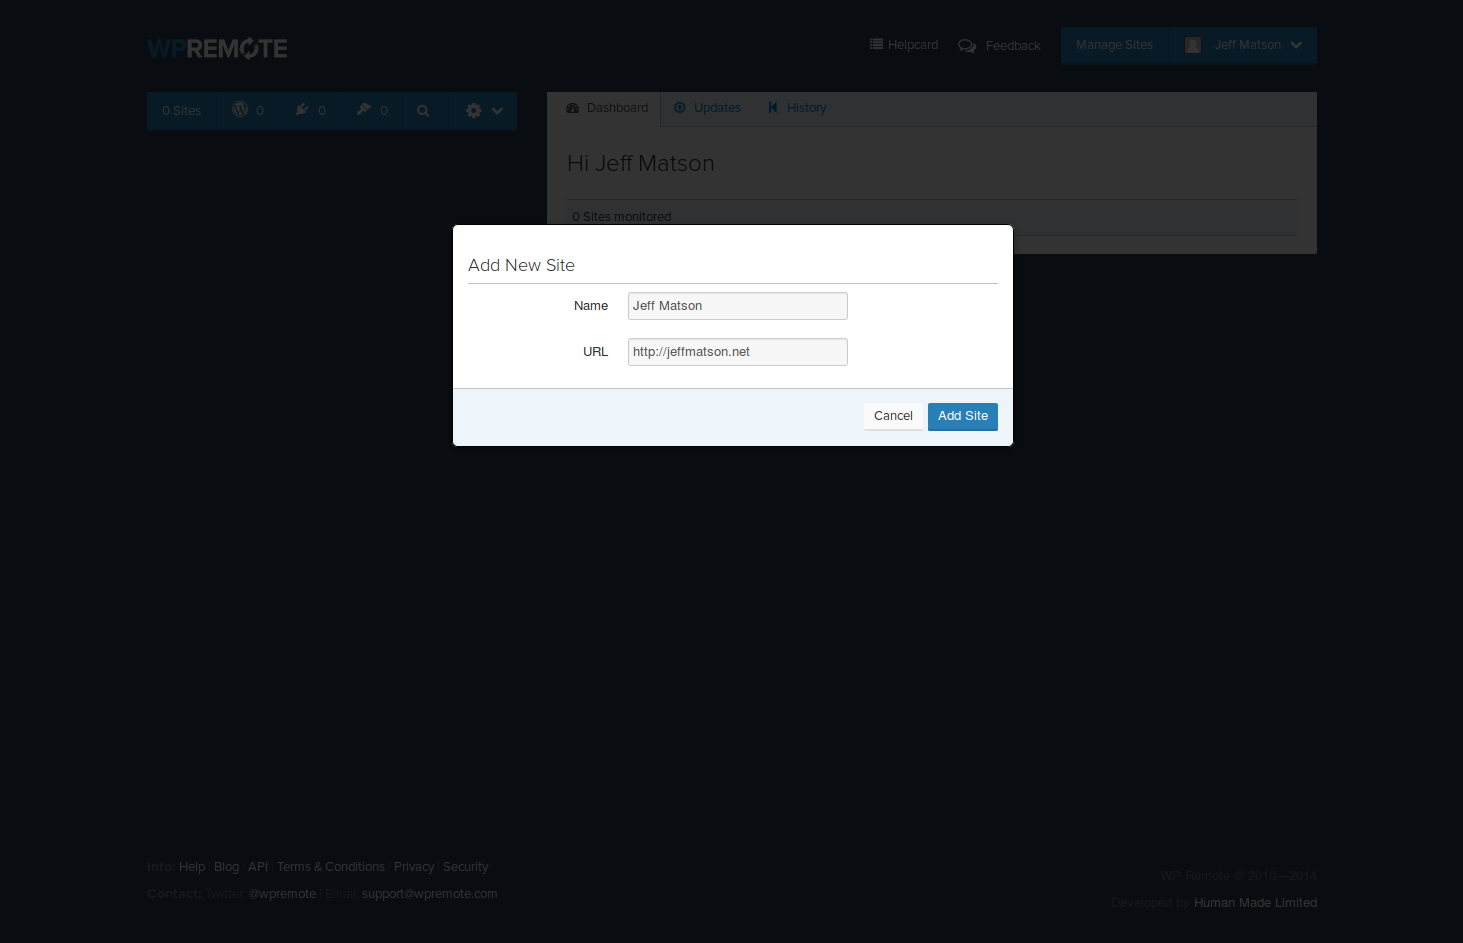 WPREMOTE
Helpcard Feedback Manage Sites Jeff Matson
0 Sites 0 0 0
Dashboard Updates History
Hi Jeff Matson
0 Sites monitored
Add New Site
Name Jeff Matson
URL http://jeffmatson.net
Cancel Add Site
Info: Help | Blog | API | Terms & Conditions | Privacy | Security
Contact: Twitter: @wpremote | Email: support@wpremote.com
WP Remote © 2010—2014
Developed by Human Made Limited